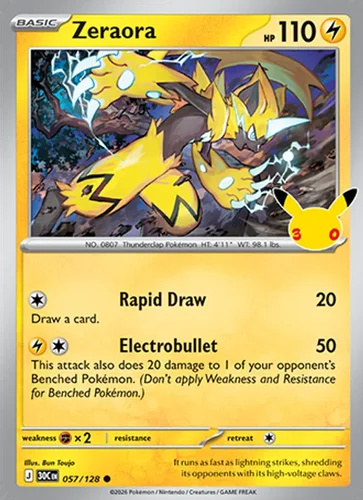 BASIC
Zeraora
HP 110
30
NO. 0807 Thunderclap Pokémon. HT: 4'11" WT: 98.1 lbs.
Rapid Draw 20
Draw a card.
Electrobullet 50
This attack also does 20 damage to 1 of your opponent's
Benched Pokémon. (Don't apply Weakness and Resistance
for Benched Pokémon.)
weakness ×2 resistance retreat
Illus. Bun Toujo
J 30C EN 057/128
It runs as fast as lightning strikes, shredding
its opponents with its high-voltage claws.
©2026 Pokémon / Nintendo / Creatures / GAME FREAK